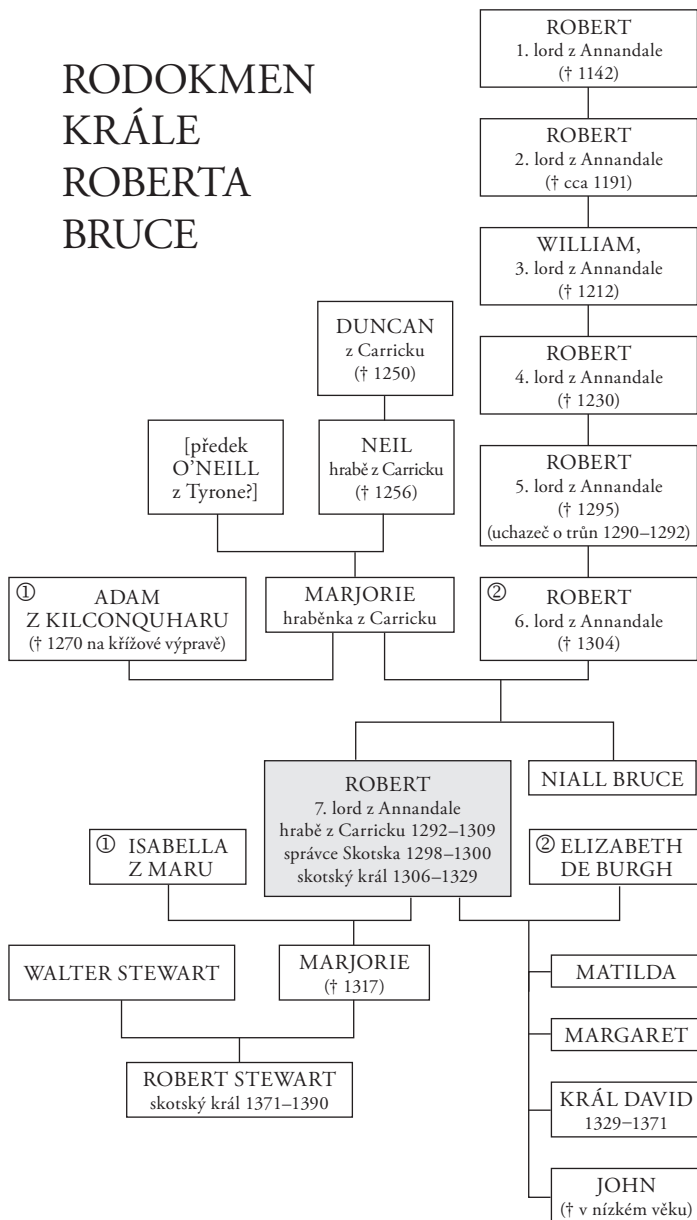 RODOKMEN
KRÁLE
ROBERTA
BRUCE
ROBERT
1. lord z Annandale
(† 1142)
ROBERT
2. lord z Annandale
(† cca 1191)
WILLIAM,
3. lord z Annandale
(† 1212)
DUNCAN
z Carricku
(† 1250)
ROBERT
4. lord z Annandale
(† 1230)
[předek
O’NEILL
z Tyrone?]
NEIL
hrabě z Carricku
(† 1256)
ROBERT
5. lord z Annandale
(† 1295)
(uchazeč o trůn 1290–1292)
① ADAM
Z KILCONQUHARU
(† 1270 na křížové výpravě)
MARJORIE
hraběnka z Carricku
② ROBERT
6. lord z Annandale
(† 1304)
ROBERT
7. lord z Annandale
hrabě z Carricku 1292–1309
správce Skotska 1298–1300
skotský král 1306–1329
NIALL BRUCE
① ISABELLA
Z MARU
② ELIZABETH
DE BURGH
WALTER STEWART
MARJORIE
(† 1317)
MATILDA
MARGARET
ROBERT STEWART
skotský král 1371–1390
KRÁL DAVID
1329–1371
JOHN
(† v nízkém věku)